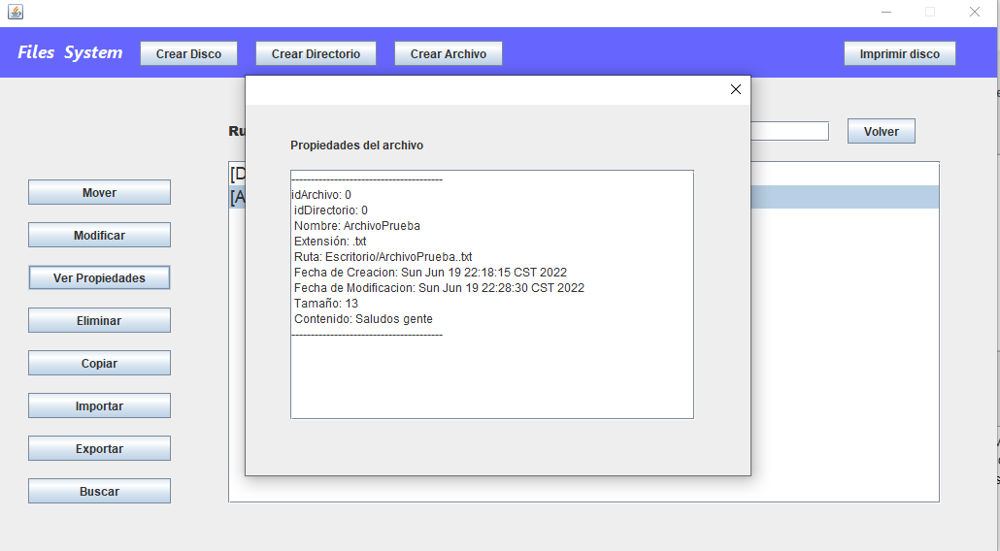 Files System
Crear Disco
Crear Directorio
Crear Archivo
Imprimir disco
Volver
Mover
Modificar
Ver Propiedades
Eliminar
Copiar
Importar
Exportar
Buscar
Propiedades del archivo
---------------------------------------
idArchivo: 0
idDirectorio: 0
Nombre: ArchivoPrueba
Extensión: .txt
Ruta: Escritorio/ArchivoPrueba..txt
Fecha de Creacion: Sun Jun 19 22:18:15 CST 2022
Fecha de Modificacion: Sun Jun 19 22:28:30 CST 2022
Tamaño: 13
Contenido: Saludos gente
---------------------------------------